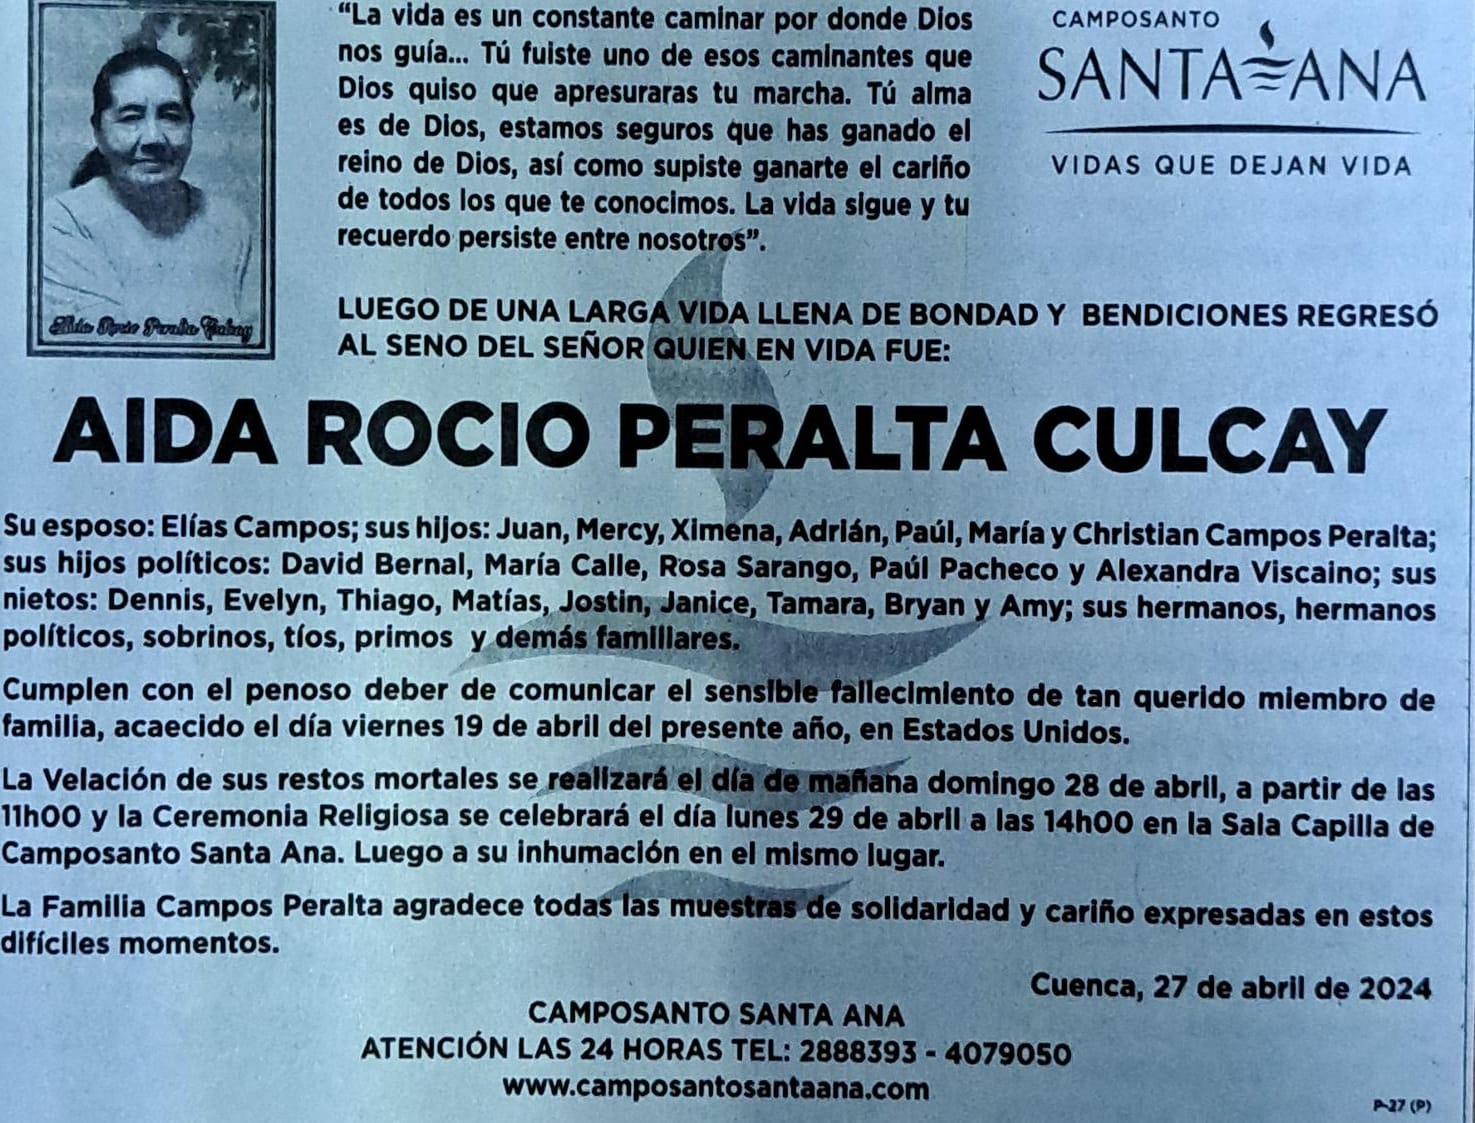 “La vida es un constante caminar por donde Dios
nos guía... Tú fuiste uno de esos caminantes que
Dios quiso que apresuraras tu marcha. Tú alma
es de Dios, estamos seguros que has ganado el
reino de Dios, así como supiste ganarte el cariño
de todos los que te conocimos. La vida sigue y tu
recuerdo persiste entre nosotros”.
CAMPOSANTO
SANTA ANA
VIDAS QUE DEJAN VIDA
Peralta Culcay
LUEGO DE UNA LARGA VIDA LLENA DE BONDAD Y BENDICIONES REGRESÓ
AL SENO DEL SEÑOR QUIEN EN VIDA FUE:
AIDA ROCIO PERALTA CULCAY
Su esposo: Elías Campos; sus hijos: Juan, Mercy, Ximena, Adrián, Paúl, María y Christian Campos Peralta;
sus hijos políticos: David Bernal, María Calle, Rosa Sarango, Paúl Pacheco y Alexandra Viscaino; sus
nietos: Dennis, Evelyn, Thiago, Matías, Jostin, Janice, Tamara, Bryan y Amy; sus hermanos, hermanos
políticos, sobrinos, tíos, primos y demás familiares.
Cumplen con el penoso deber de comunicar el sensible fallecimiento de tan querido miembro de
familia, acaecido el día viernes 19 de abril del presente año, en Estados Unidos.
La Velación de sus restos mortales se realizará el día de mañana domingo 28 de abril, a partir de las
11h00 y la Ceremonia Religiosa se celebrará el día lunes 29 de abril a las 14h00 en la Sala Capilla de
Camposanto Santa Ana. Luego a su inhumación en el mismo lugar.
La Familia Campos Peralta agradece todas las muestras de solidaridad y cariño expresadas en estos
difíciles momentos.
Cuenca, 27 de abril de 2024
CAMPOSANTO SANTA ANA
ATENCIÓN LAS 24 HORAS TEL: 2888393 - 4079050
www.camposantosantaana.com
P-27 (P)